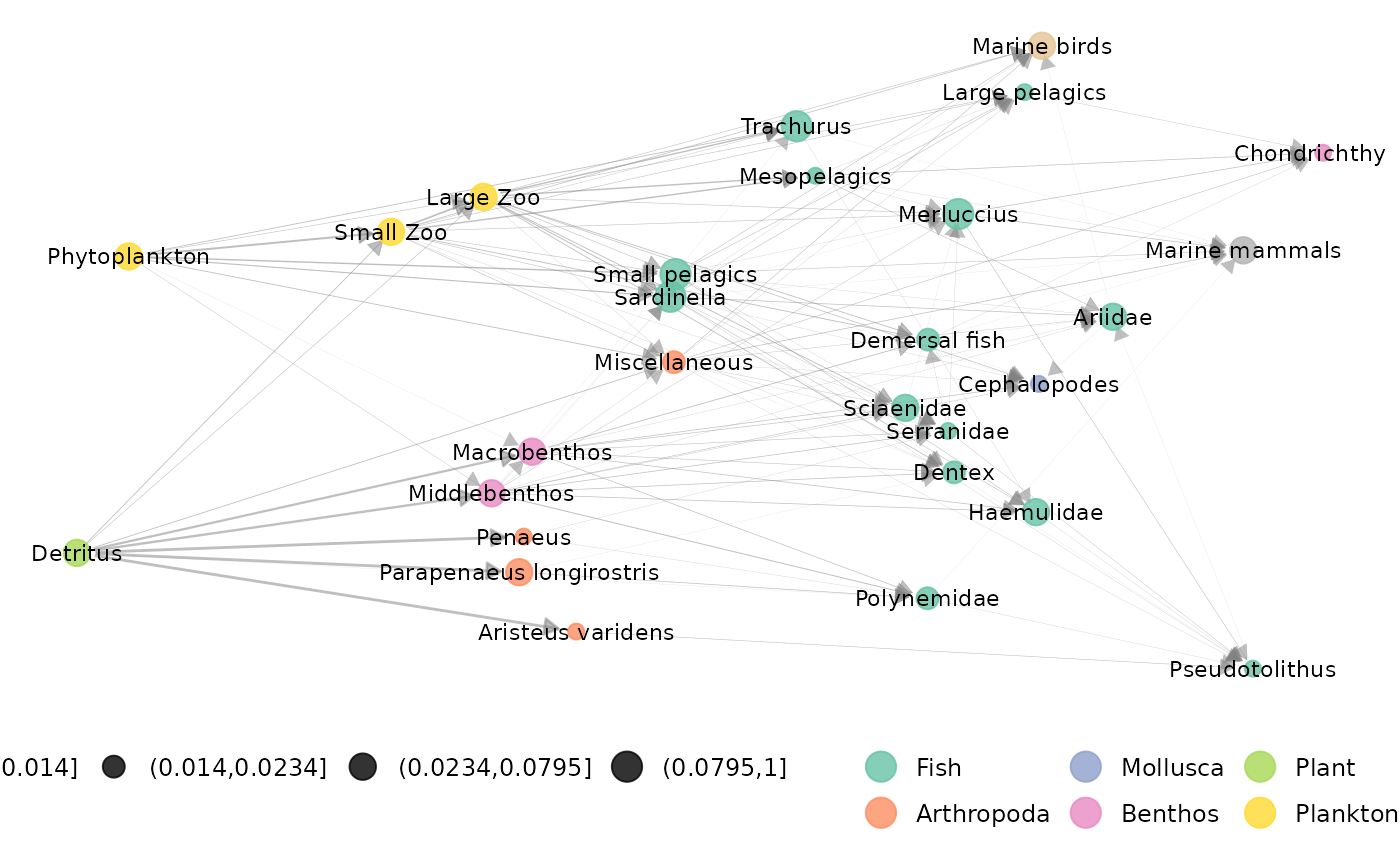 Marine birds
Large pelagics
Trachurus
Chondrichthy
Mesopelagics
Large Zoo
Merluccius
Small Zoo
Marine mammals
Phytoplankton
Small pelagics
Sardinella
Ariidae
Demersal fish
Miscellaneous
Cephalopodes
Sciaenidae
Serranidae
Macrobenthos
Dentex
Middlebenthos
Haemulidae
Penaeus
Detritus
Parapenaeus longirostris
Polynemidae
Aristeus varidens
Pseudotolithus
0.014] (0.014,0.0234] (0.0234,0.0795] (0.0795,1] Fish Mollusca Plant
Arthropoda Benthos Plankton